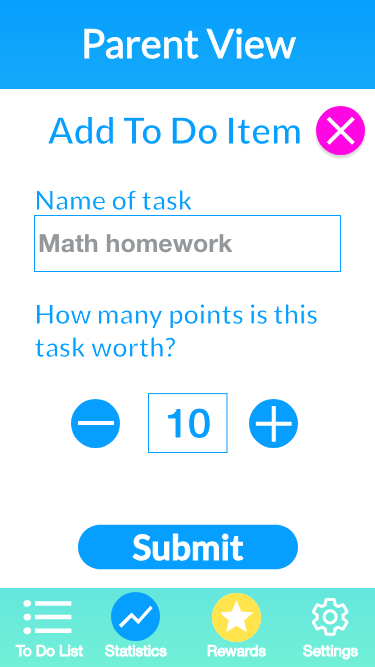 Parent View
Add To Do Item
Name of task
Math homework
How many points is this
task worth?
10
Submit
To Do List Statistics Rewards Settings